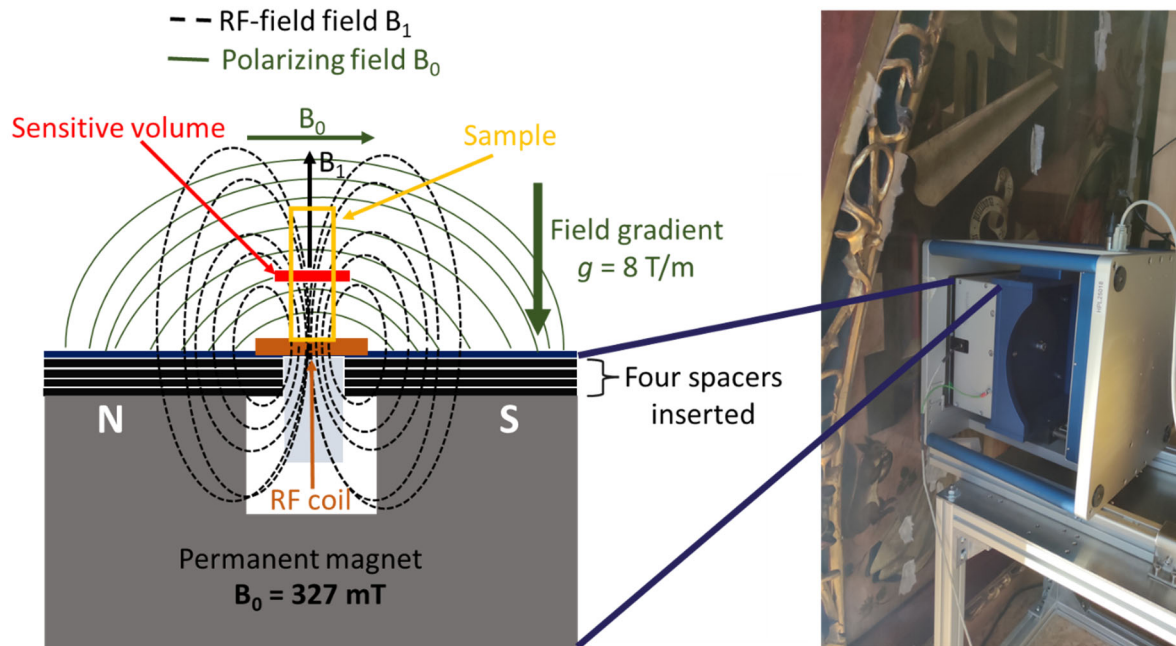 RF-field field B₁
Polarizing field B₀
B₀
Sensitive volume
Sample
B₁
Field gradient
g = 8 T/m
Four spacers
inserted
N
S
RF coil
Permanent magnet
B₀ = 327 mT